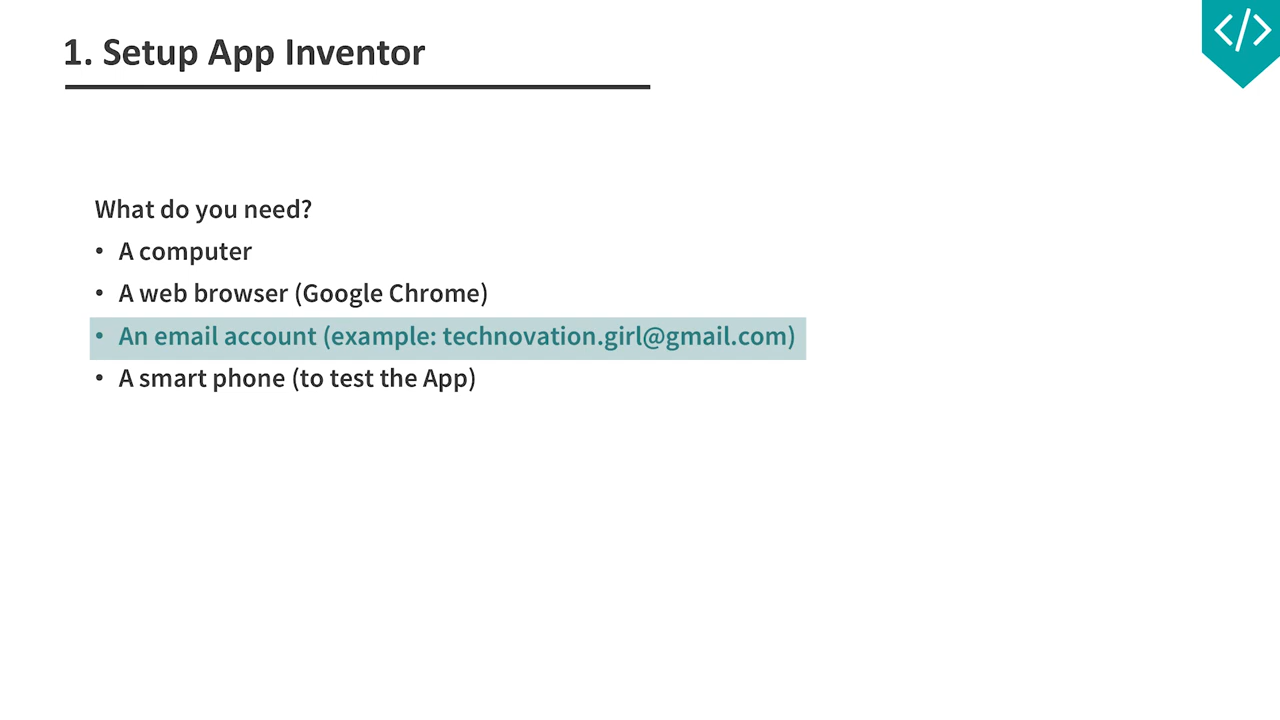 1. Setup App Inventor
What do you need?
• A computer
• A web browser (Google Chrome)
• An email account (example: technovation.girl@gmail.com)
• A smart phone (to test the App)